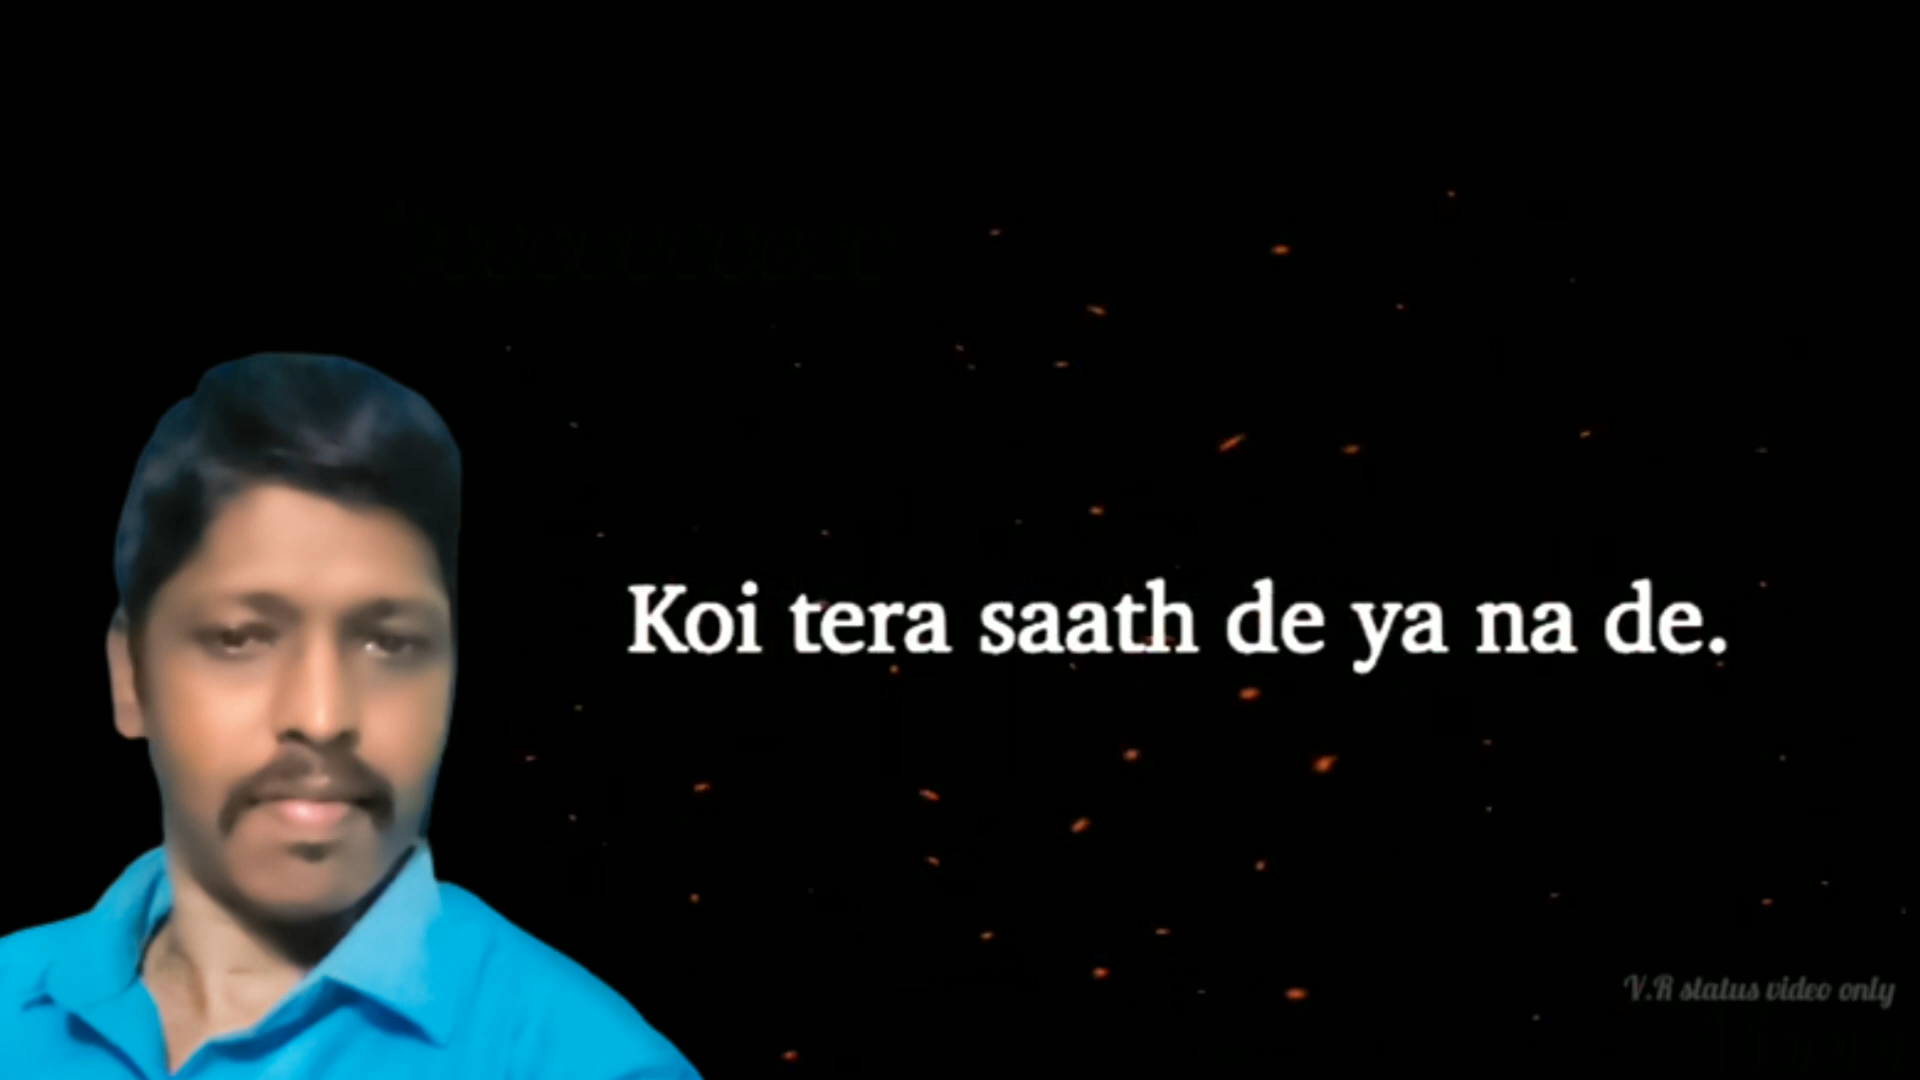 Koi tera saath de ya na de.
V.R status video only